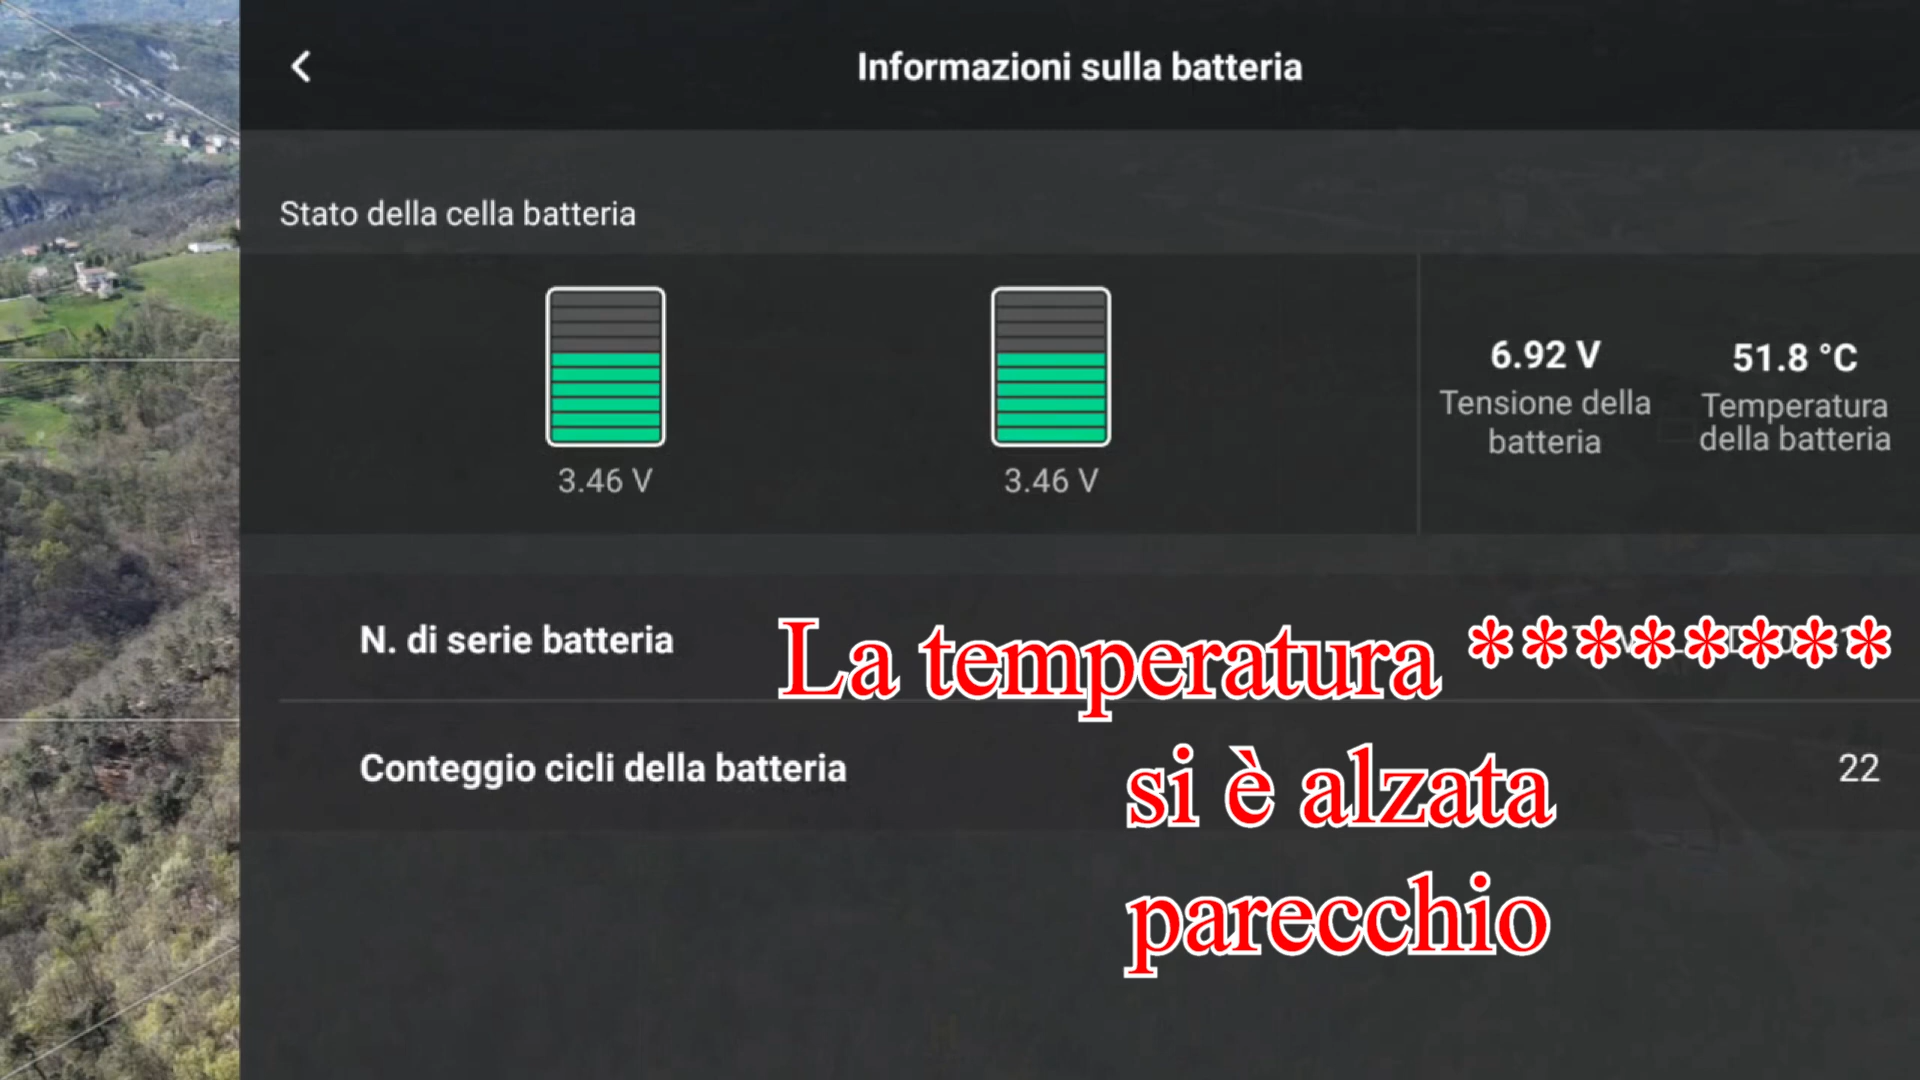 Informazioni sulla batteria
Stato della cella batteria
3.46 V
3.46 V
6.92 V
Tensione della
batteria
51.8 °C
Temperatura
della batteria
N. di serie batteria
La temperatura ********
si è alzata
parecchio
Conteggio cicli della batteria
22